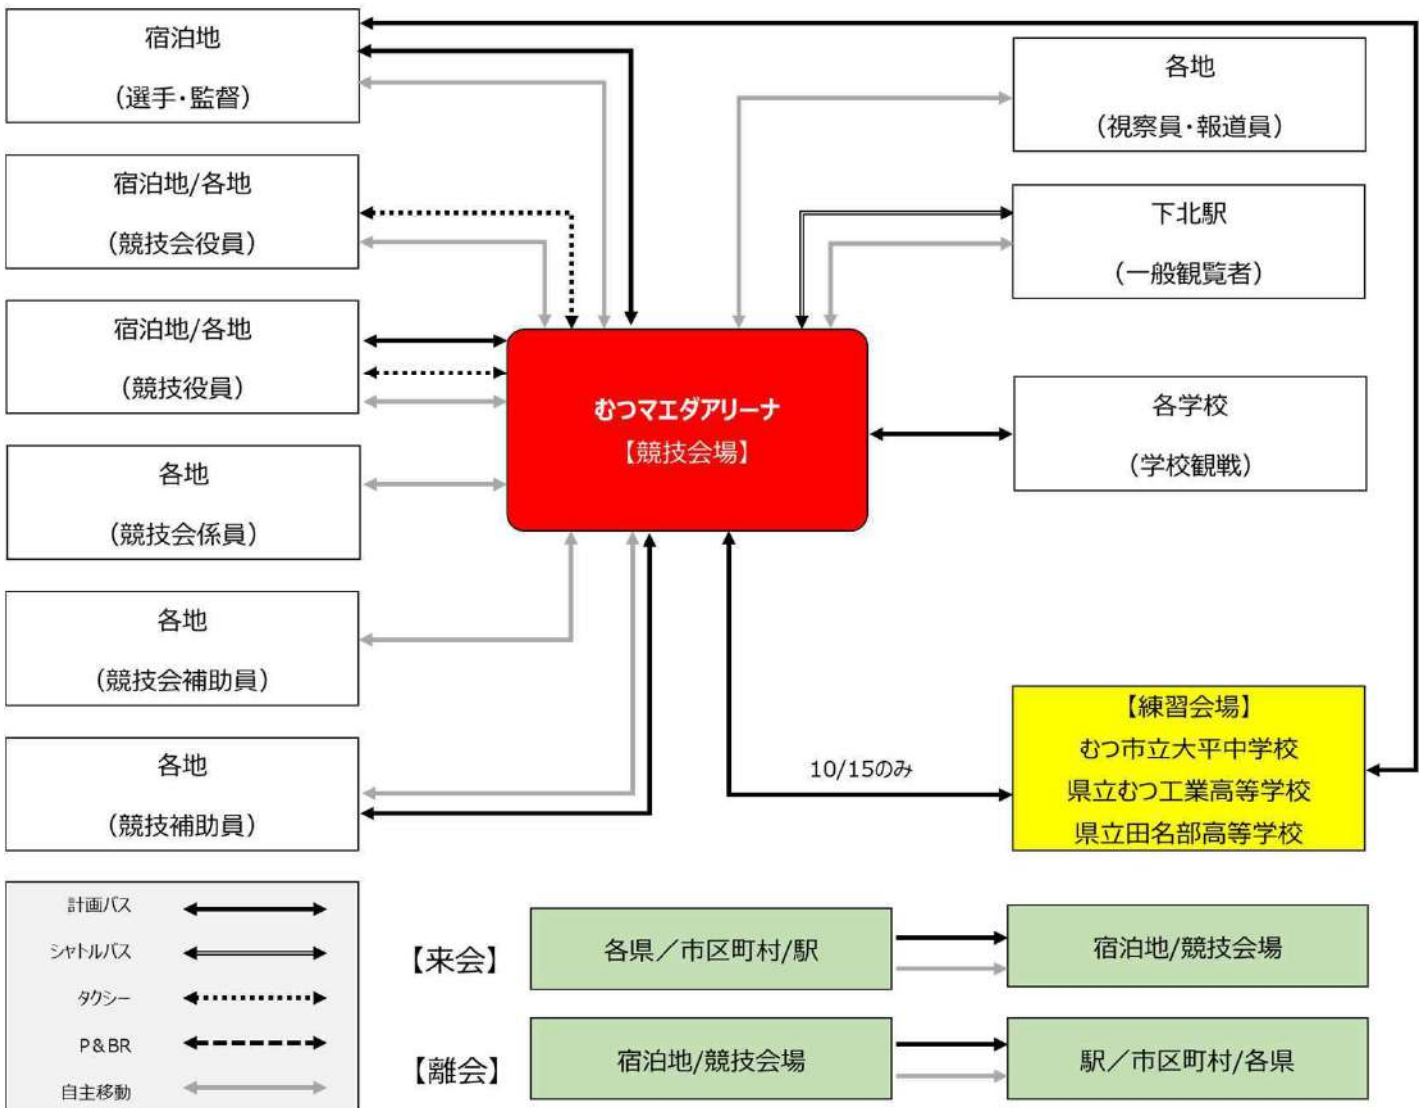 宿泊地
（選手・監督）
宿泊地/各地
（競技会役員）
宿泊地/各地
（競技役員）
各地
（競技会係員）
各地
（競技会補助員）
各地
（競技補助員）
むつマエダアリーナ
【競技会場】
各地
（視察員・報道員）
下北駅
（一般観覧者）
各学校
（学校観戦）
10/15のみ
【練習会場】
むつ市立大平中学校
県立むつ工業高等学校
県立田名部高等学校
計画バス
シャトルバス
タクシー
P＆BR
自主移動
【来会】
各県／市区町村/駅
宿泊地/競技会場
【離会】
宿泊地/競技会場
駅／市区町村/各県